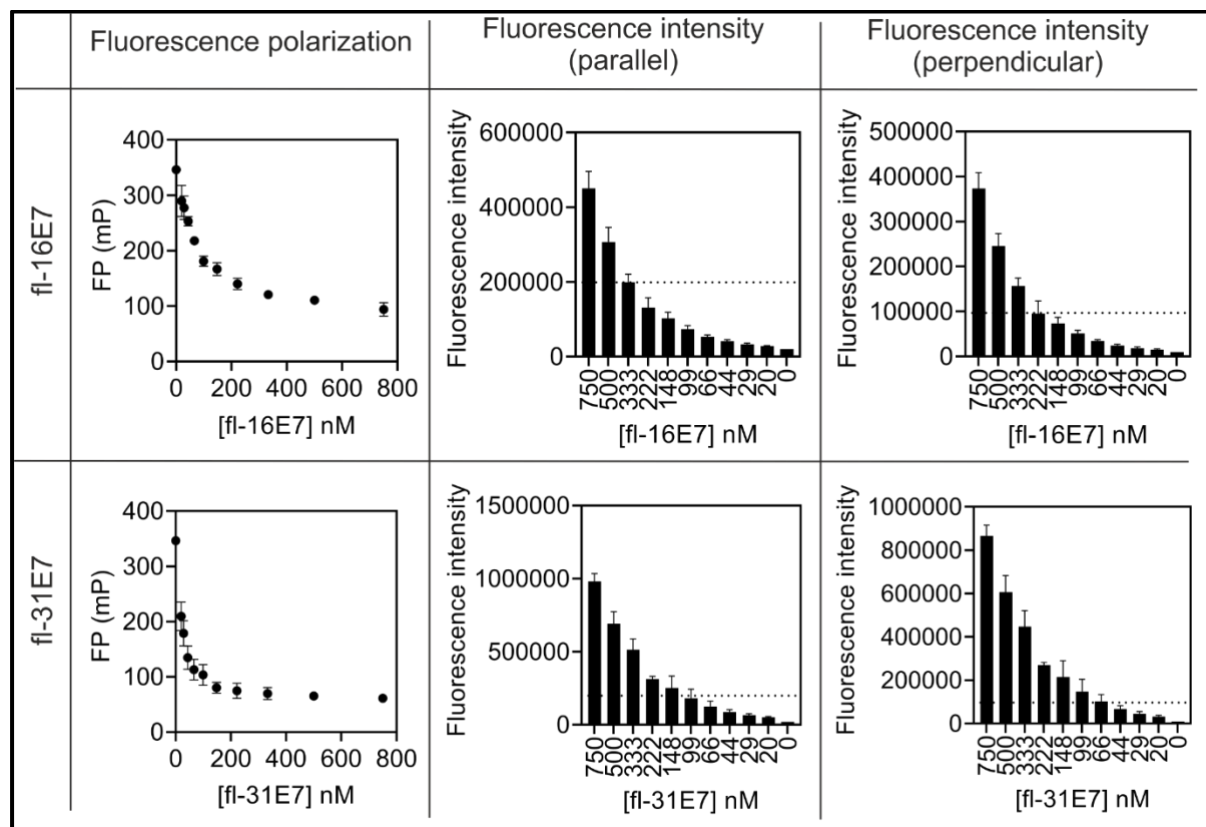 Fluorescence polarization
Fluorescence intensity
(parallel)
Fluorescence intensity
(perpendicular)
fl-16E7
FP (mP)
400
300
200
100
0
0 200 400 600 800
[fl-16E7] nM
Fluorescence intensity
600000
400000
200000
0
750 500 333 222 148 99 66 44 29 20 0
[fl-16E7] nM
Fluorescence intensity
500000
400000
300000
200000
100000
0
750 500 333 222 148 99 66 44 29 20 0
[fl-16E7] nM
fl-31E7
FP (mP)
400
300
200
100
0
0 200 400 600 800
[fl-31E7] nM
Fluorescence intensity
1500000
1000000
500000
0
750 500 333 222 148 99 66 44 29 20 0
[fl-31E7] nM
Fluorescence intensity
1000000
800000
600000
400000
200000
0
750 500 333 222 148 99 66 44 29 20 0
[fl-31E7] nM